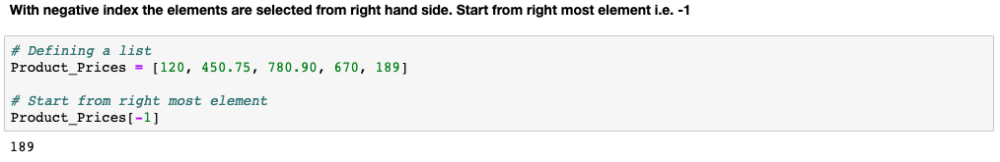 With negative index the elements are selected from right hand side. Start from right most element i.e. -1
# Defining a list
Product_Prices = [120, 450.75, 780.90, 670, 189]
# Start from right most element
Product_Prices[-1]
189